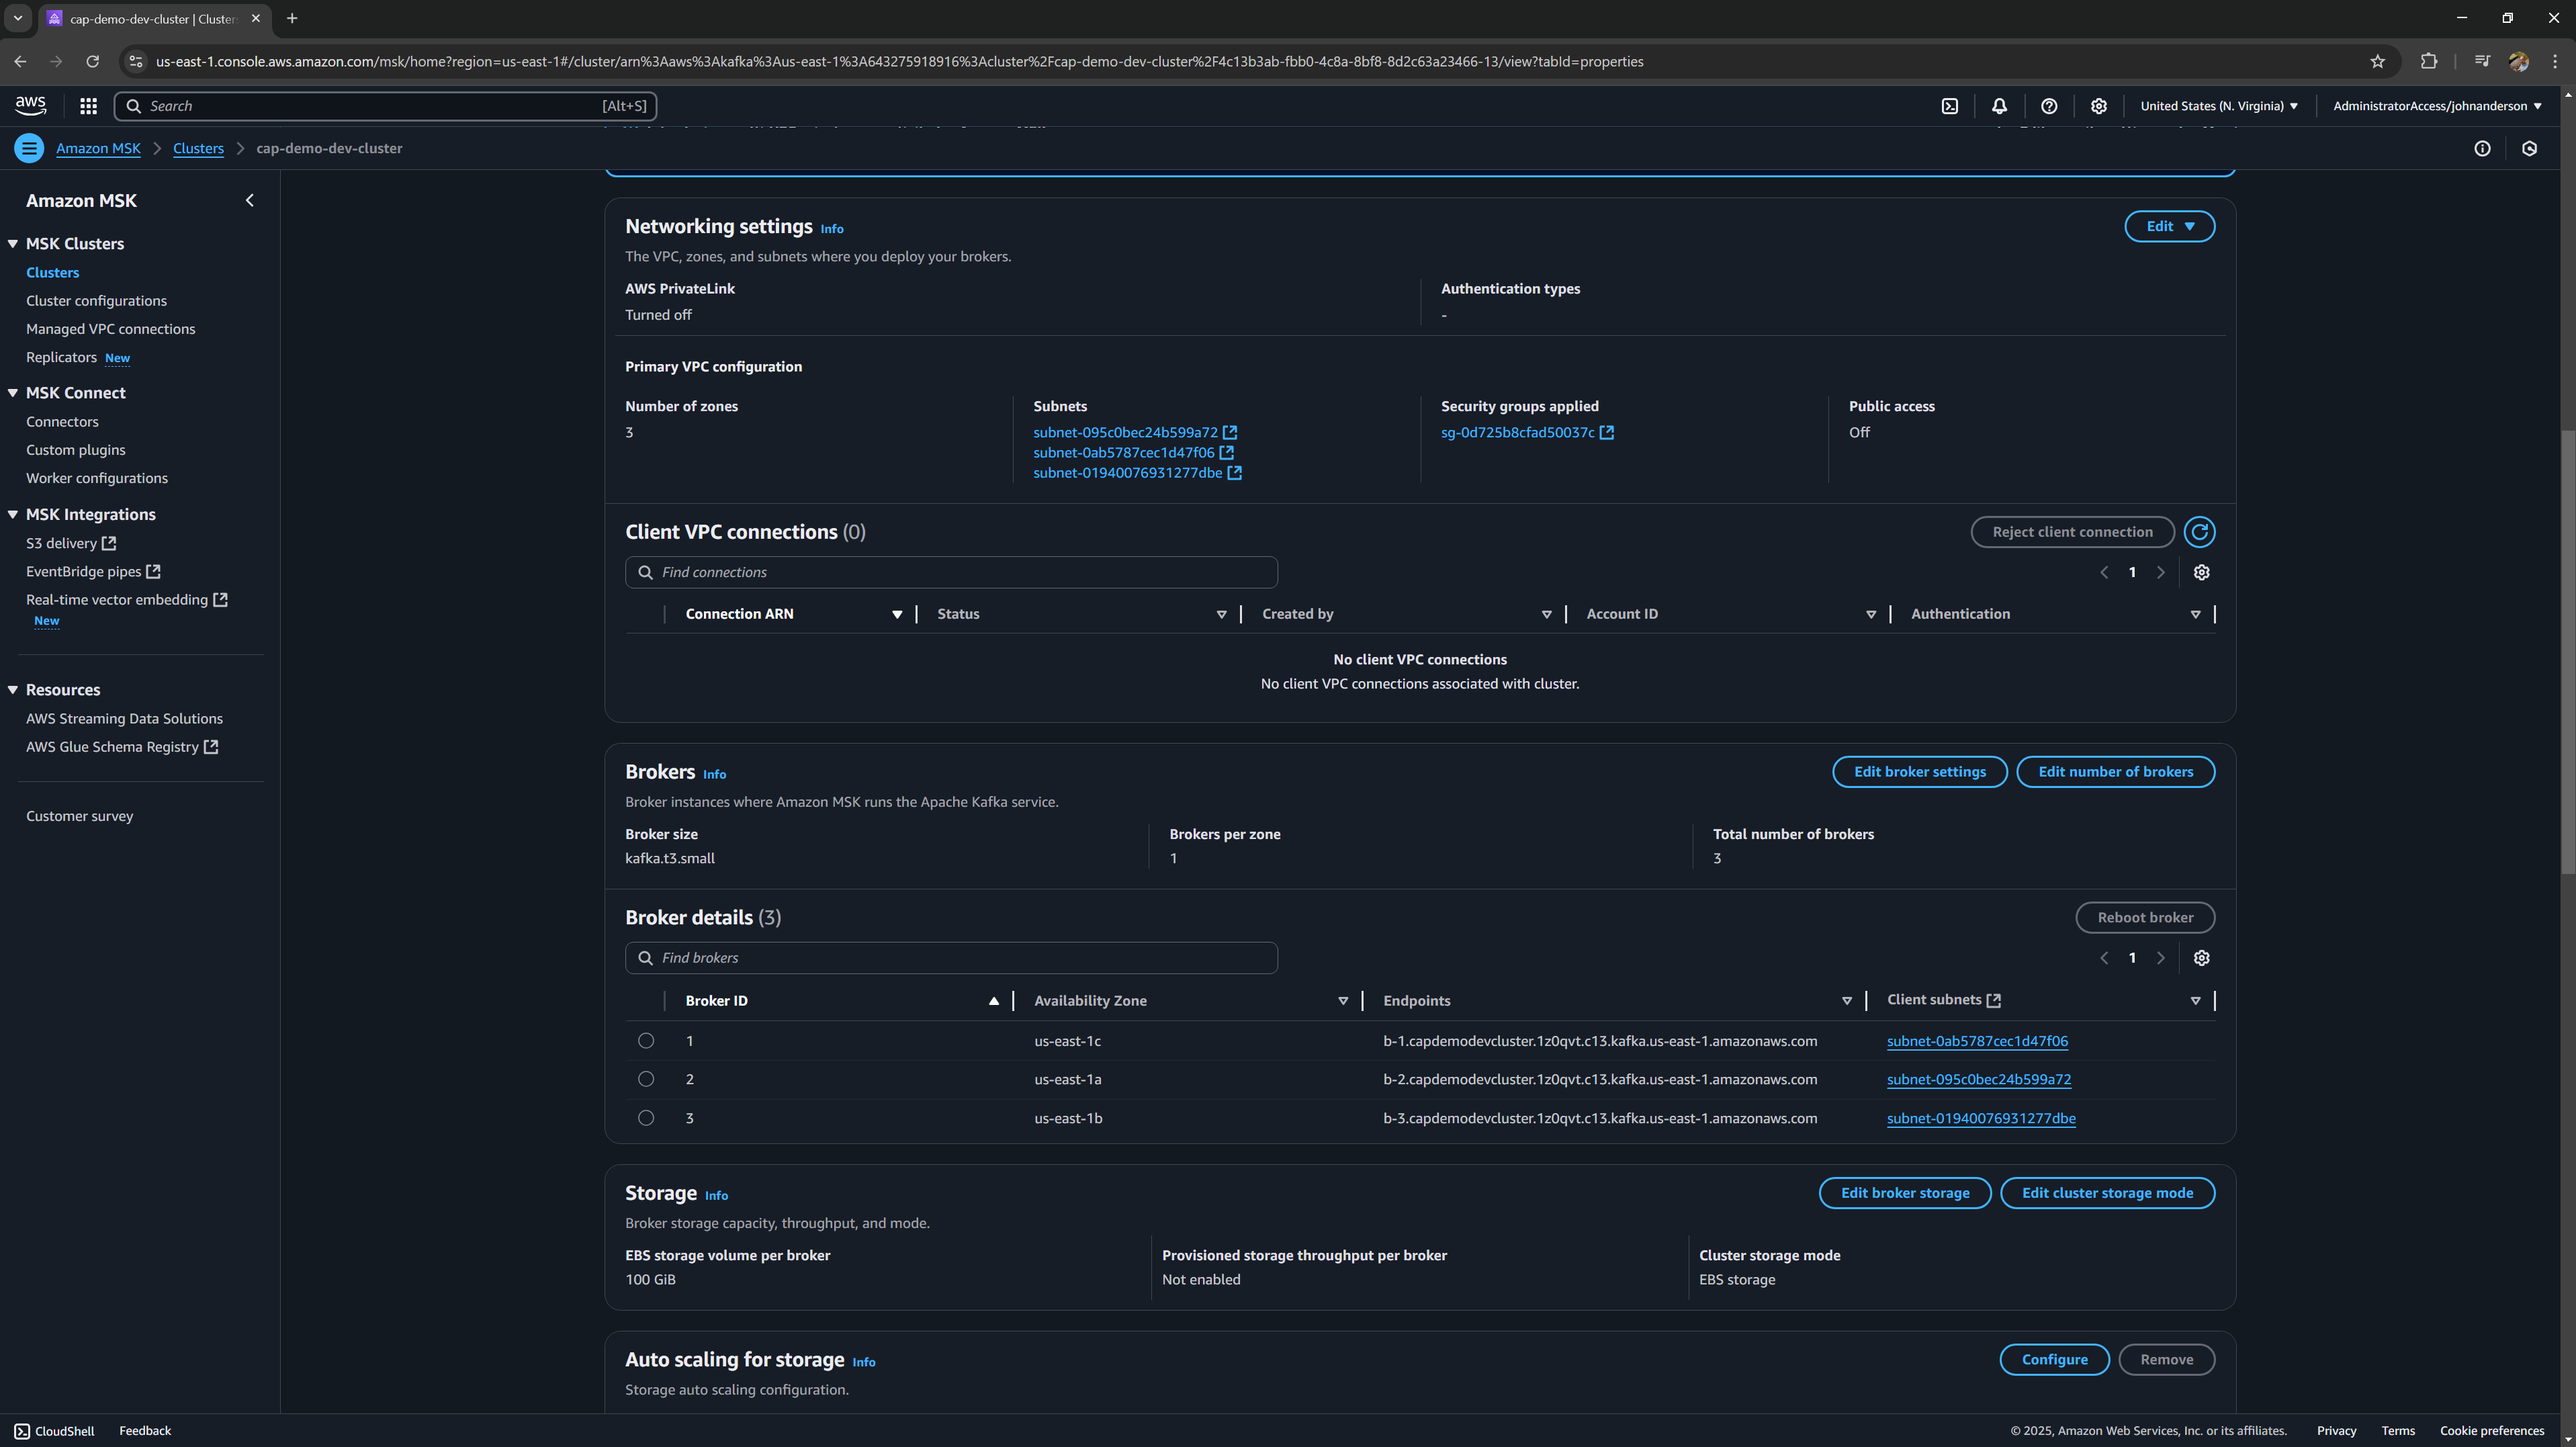 cap-demo-dev-cluster | Cluster
us-east-1.console.aws.amazon.com/msk/home?region=us-east-1#/cluster/arn%3Aaws%3Akafka%3Aus-east-1%3A643275918916%3Acluster%2Fcap-demo-dev-cluster%2F4c13b3ab-fbb0-4c8a-8bf8-8d2c63a23466-13/view?tabId=properties
aws
Search [Alt+S]
United States (N. Virginia)
AdministratorAccess/johnanderson
Amazon MSK > Clusters > cap-demo-dev-cluster
Amazon MSK
MSK Clusters
Clusters
Cluster configurations
Managed VPC connections
Replicators New
MSK Connect
Connectors
Custom plugins
Worker configurations
MSK Integrations
S3 delivery
EventBridge pipes
Real-time vector embedding
New
Resources
AWS Streaming Data Solutions
AWS Glue Schema Registry
Customer survey
Networking settings Info
Edit
The VPC, zones, and subnets where you deploy your brokers.
AWS PrivateLink
Turned off
Authentication types
-
Primary VPC configuration
Number of zones
3
Subnets
subnet-095c0bec24b599a72
subnet-0ab5787cec1d47f06
subnet-01940076931277dbe
Security groups applied
sg-0d725b8cfad50037c
Public access
Off
Client VPC connections (0)
Reject client connection
Find connections
1
Connection ARN Status Created by Account ID Authentication
No client VPC connections
No client VPC connections associated with cluster.
Brokers Info
Edit broker settings
Edit number of brokers
Broker instances where Amazon MSK runs the Apache Kafka service.
Broker size
kafka.t3.small
Brokers per zone
1
Total number of brokers
3
Broker details (3)
Reboot broker
Find brokers
1
Broker ID Availability Zone Endpoints Client subnets
1 us-east-1c b-1.capdemodevcluster.1z0qvt.c13.kafka.us-east-1.amazonaws.com subnet-0ab5787cec1d47f06
2 us-east-1a b-2.capdemodevcluster.1z0qvt.c13.kafka.us-east-1.amazonaws.com subnet-095c0bec24b599a72
3 us-east-1b b-3.capdemodevcluster.1z0qvt.c13.kafka.us-east-1.amazonaws.com subnet-01940076931277dbe
Storage Info
Edit broker storage
Edit cluster storage mode
Broker storage capacity, throughput, and mode.
EBS storage volume per broker
100 GiB
Provisioned storage throughput per broker
Not enabled
Cluster storage mode
EBS storage
Auto scaling for storage Info
Configure
Remove
Storage auto scaling configuration.
CloudShell
Feedback
© 2025, Amazon Web Services, Inc. or its affiliates.
Privacy
Terms
Cookie preferences